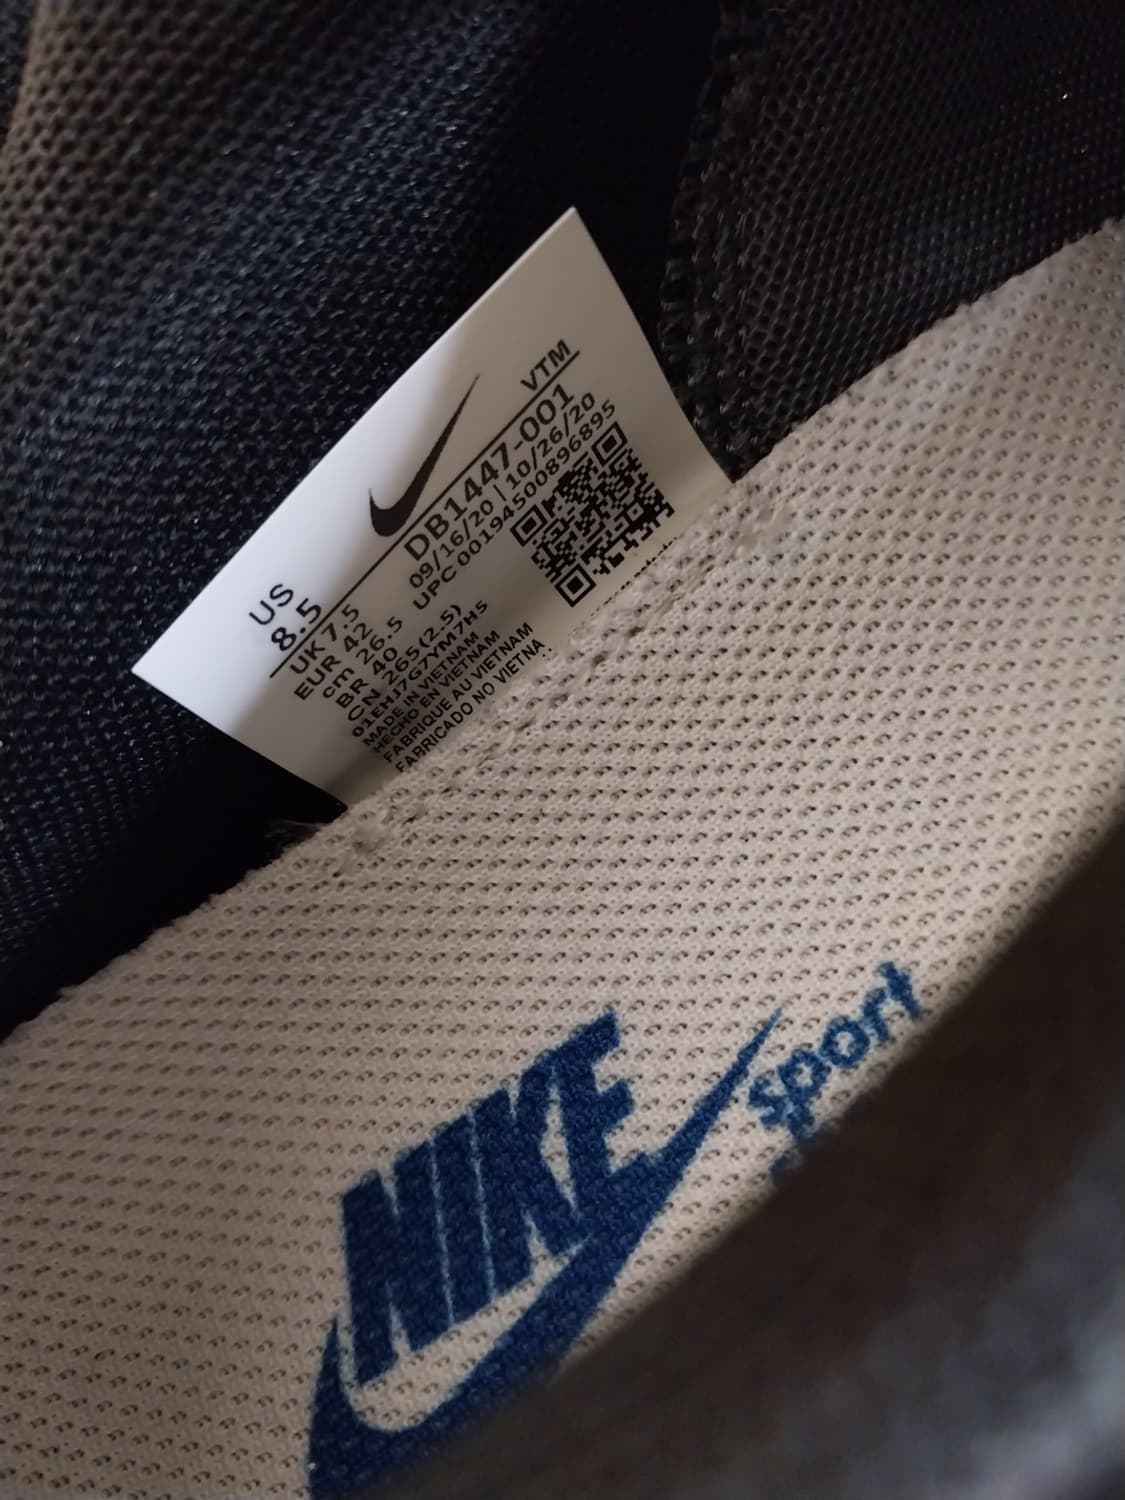 VTM
DB1447-001
09/16/20 | 10/26/20
UPC 00194500896895
US
8.5
UK 7.5
EUR 42
cm 26.5
BR 40
CN 265(2.5)
01EHJ7G7YM7H5
MADE IN VIETNAM
HECHO EN VIETNAM
FABRIQUE AU VIETNAM
FABRICADO NO VIETNA
NIKE
sport